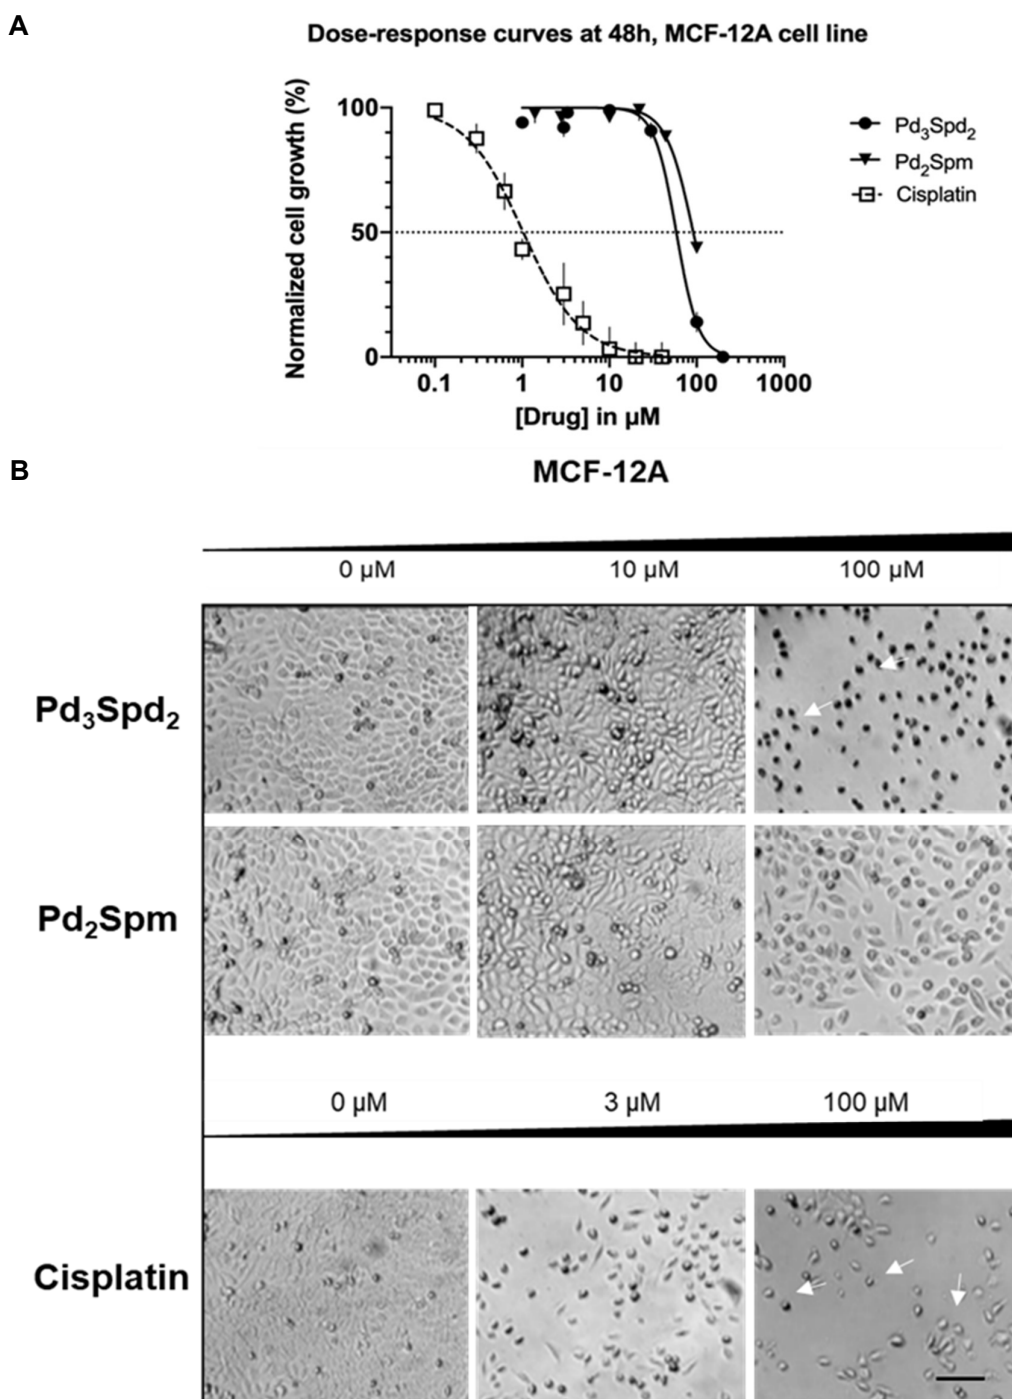 A
Dose-response curves at 48h, MCF-12A cell line
Normalized cell growth (%)
100
50
0
0.1 1 10 100 1000
[Drug] in µM
Pd₃Spd₂
Pd₂Spm
Cisplatin
B
MCF-12A
0 µM 10 µM 100 µM
Pd₃Spd₂
Pd₂Spm
0 µM 3 µM 100 µM
Cisplatin